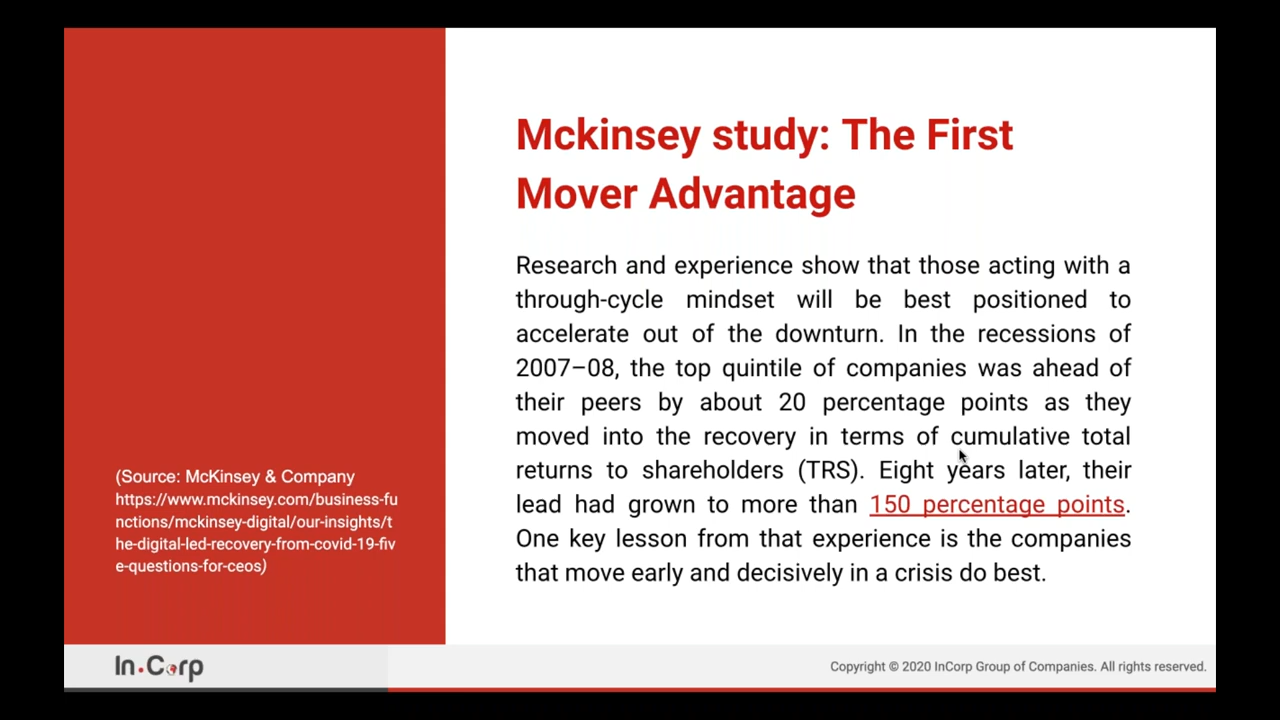 Mckinsey study: The First
Mover Advantage
Research and experience show that those acting with a
through-cycle mindset will be best positioned to
accelerate out of the downturn. In the recessions of
2007–08, the top quintile of companies was ahead of
their peers by about 20 percentage points as they
moved into the recovery in terms of cumulative total
returns to shareholders (TRS). Eight years later, their
lead had grown to more than 150 percentage points.
One key lesson from that experience is the companies
that move early and decisively in a crisis do best.
(Source: McKinsey & Company
https://www.mckinsey.com/business-fu
nctions/mckinsey-digital/our-insights/t
he-digital-led-recovery-from-covid-19-fiv
e-questions-for-ceos)
In.Corp
Copyright © 2020 InCorp Group of Companies. All rights reserved.